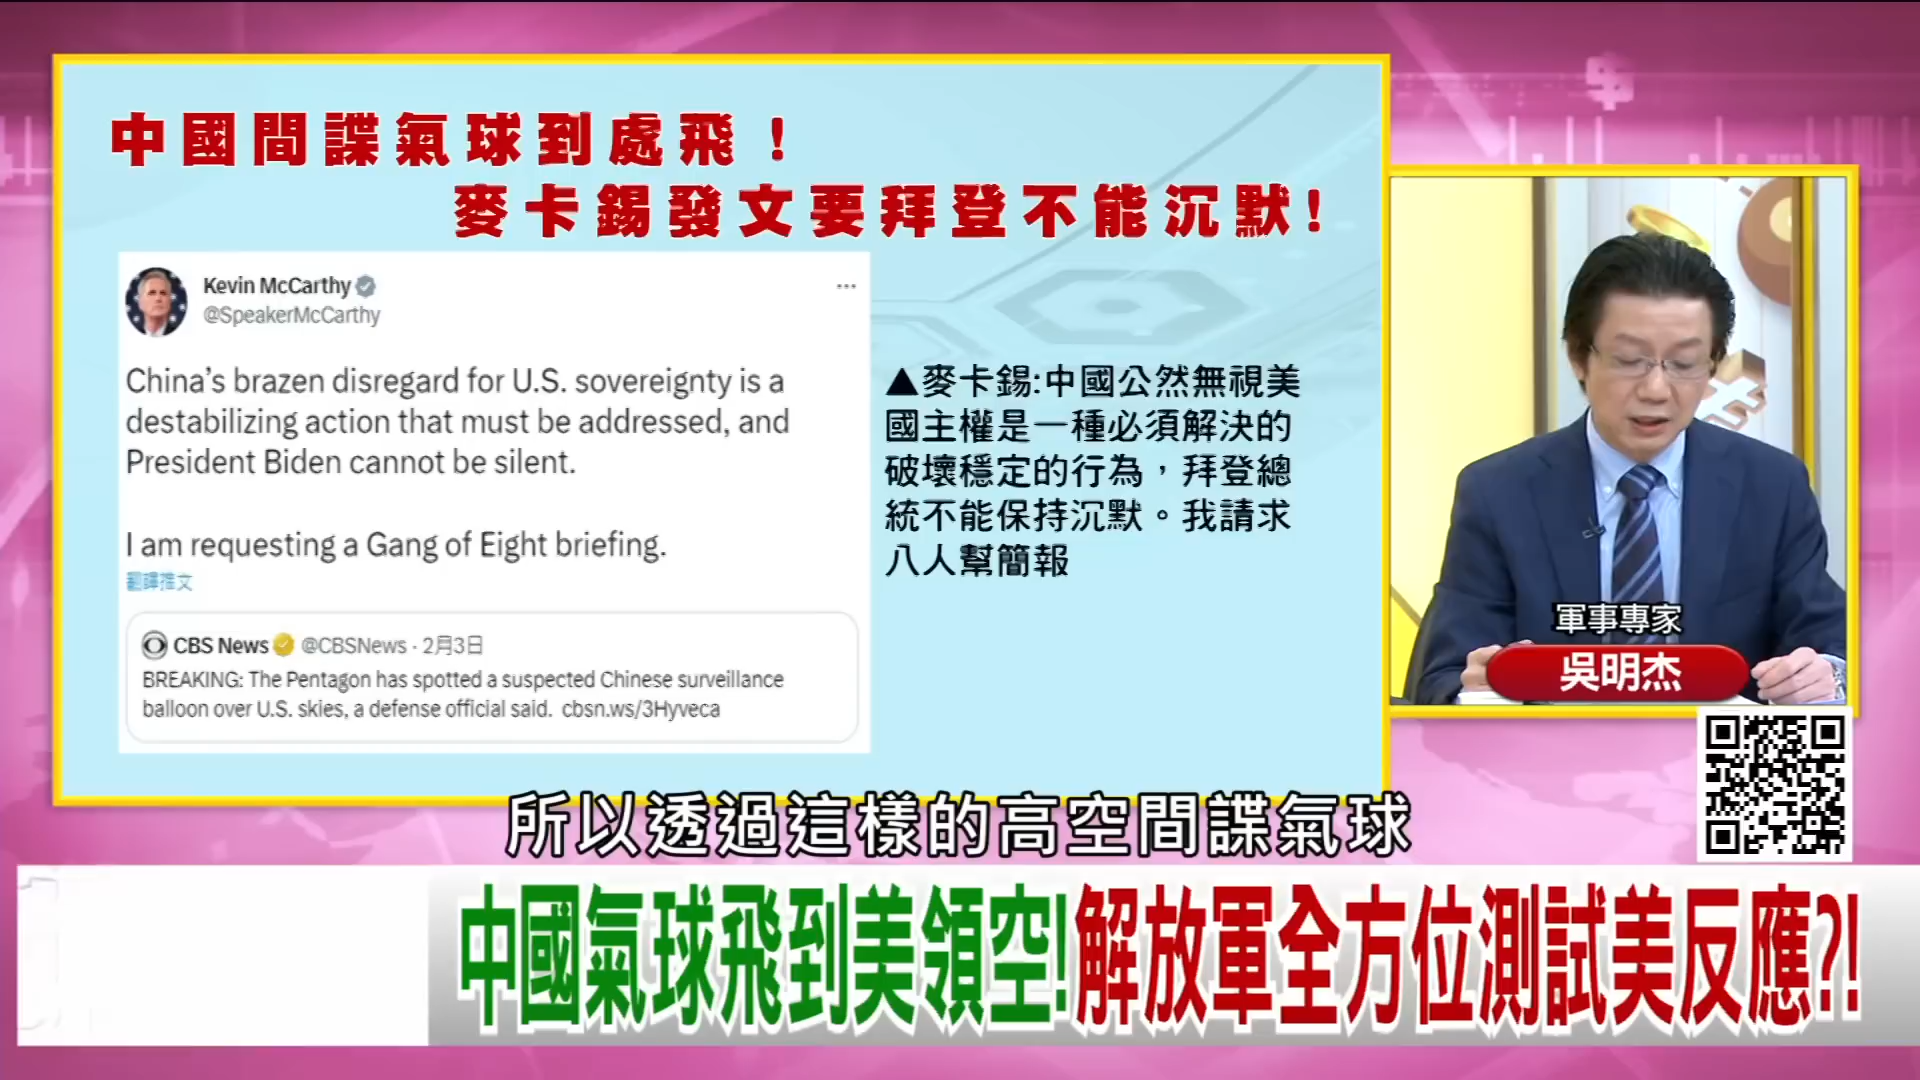 中國間諜氣球到處飛！
麥卡錫發文要拜登不能沉默!
Kevin McCarthy
@SpeakerMcCarthy
China's brazen disregard for U.S. sovereignty is a
destabilizing action that must be addressed, and
President Biden cannot be silent.
I am requesting a Gang of Eight briefing.
翻譯推文
CBS News @CBSNews · 2月3日
BREAKING: The Pentagon has spotted a suspected Chinese surveillance
balloon over U.S. skies, a defense official said. cbsn.ws/3Hyveca
▲麥卡錫:中國公然無視美
國主權是一種必須解決的
破壞穩定的行為，拜登總
統不能保持沉默。我請求
八人幫簡報
軍事專家
吳明杰
所以透過這樣的高空間諜氣球
中國氣球飛到美領空!解放軍全方位測試美反應?!